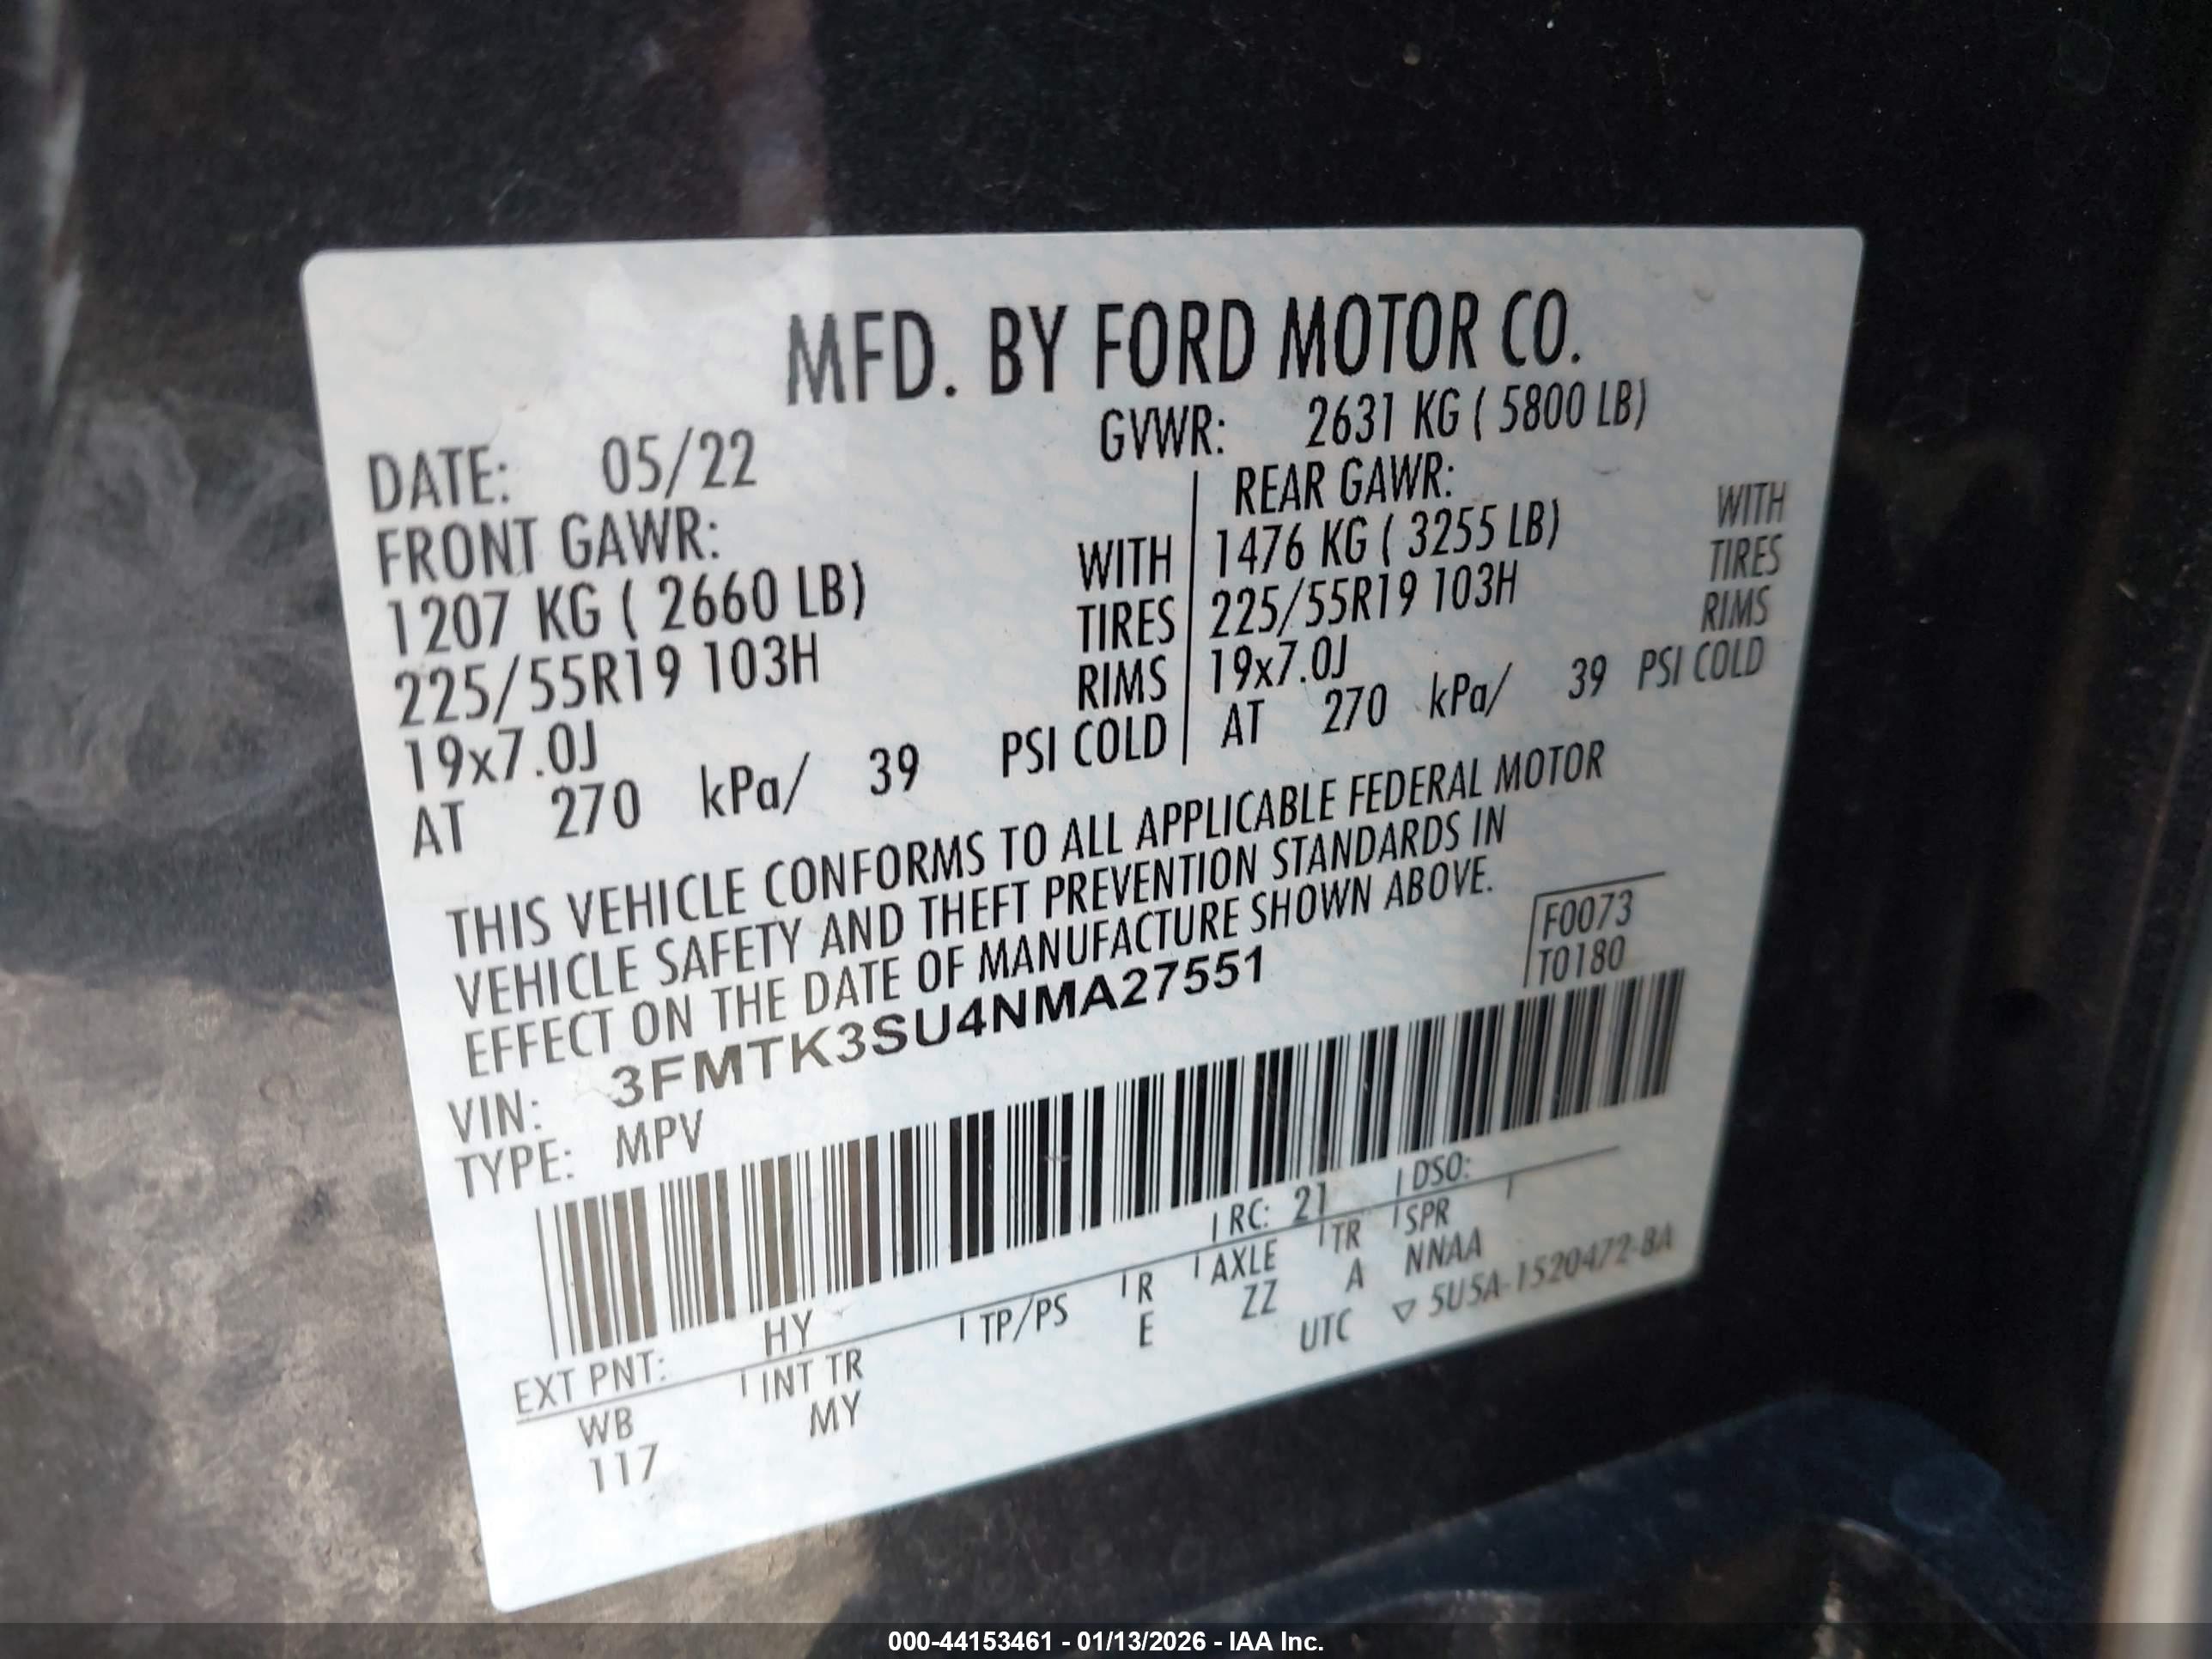 MFD. BY FORD MOTOR CO.
DATE: 05/22 GVWR: 2631 KG ( 5800 LB)
FRONT GAWR: REAR GAWR:
1207 KG ( 2660 LB) WITH 1476 KG ( 3255 LB) WITH
225/55R19 103H TIRES 225/55R19 103H TIRES
19x7.0J RIMS 19x7.0J RIMS
AT 270 kPa/ 39 PSI COLD AT 270 kPa/ 39 PSI COLD
THIS VEHICLE CONFORMS TO ALL APPLICABLE FEDERAL MOTOR
VEHICLE SAFETY AND THEFT PREVENTION STANDARDS IN
EFFECT ON THE DATE OF MANUFACTURE SHOWN ABOVE.
F0073
VIN: 3FMTK3SU4NMA27551 T0180
TYPE: MPV
EXT PNT: HY RC: 21 DSO:
WB INT TR TP/PS R AXLE TR SPR
117 MY E ZZ A NNAA
UTC ▽ 5U5A-1520472-BA
000-44153461 - 01/13/2026 - IAA Inc.